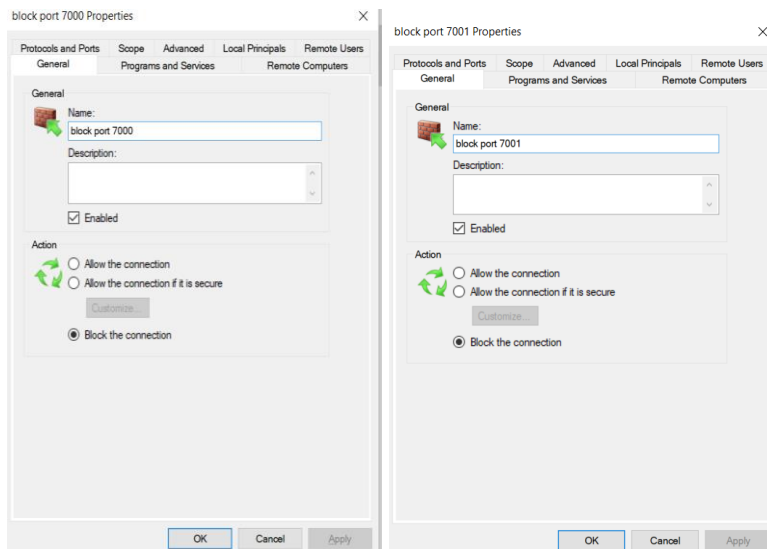 block port 7000 Properties
Protocols and Ports Scope Advanced Local Principals Remote Users
General Programs and Services Remote Computers
General
Name:
block port 7000
Description:
Enabled
Action
Allow the connection
Allow the connection if it is secure
Customize...
Block the connection
OK Cancel Apply
block port 7001 Properties
Protocols and Ports Scope Advanced Local Principals Remote Users
General Programs and Services Remote Computers
General
Name:
block port 7001
Description:
Enabled
Action
Allow the connection
Allow the connection if it is secure
Customize...
Block the connection
OK Cancel Apply